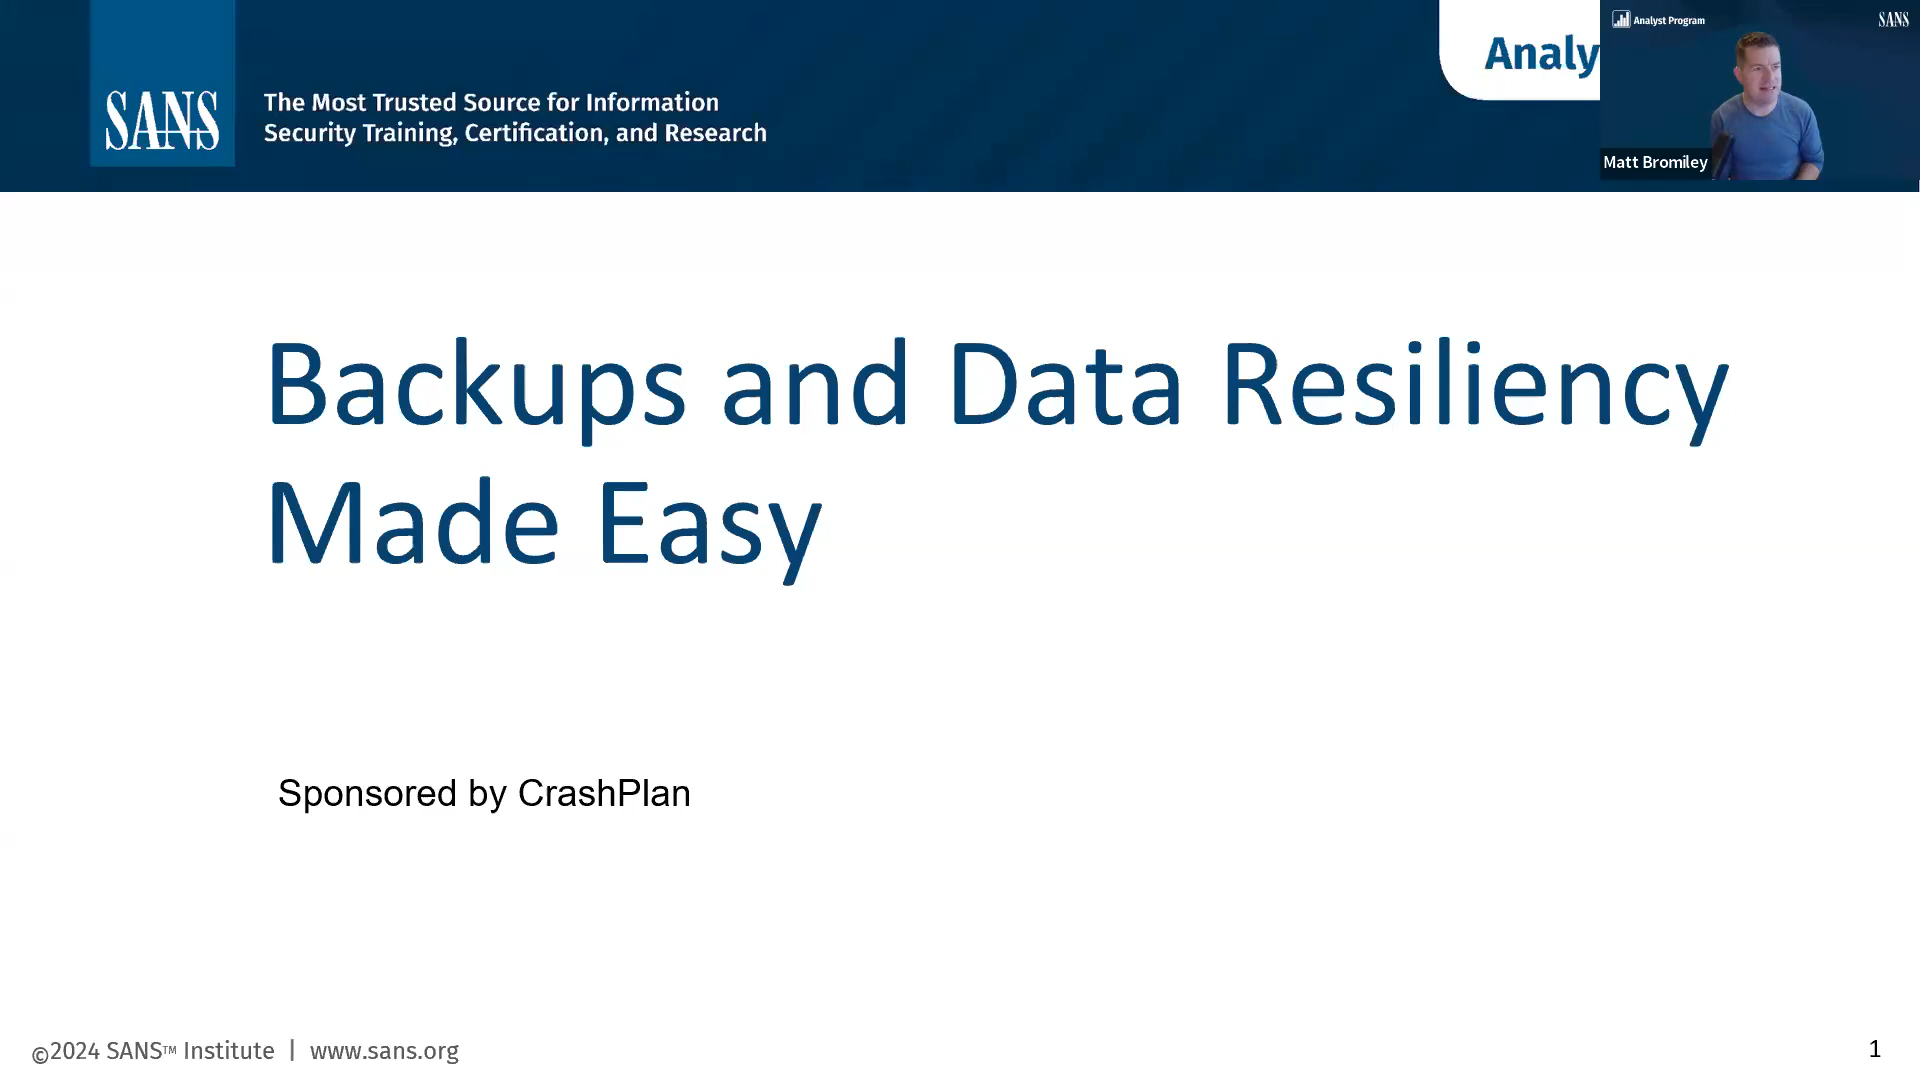 SANS
The Most Trusted Source for Information
Security Training, Certification, and Research
Analy
Analyst Program
SANS
Matt Bromiley
Backups and Data Resiliency
Made Easy
Sponsored by CrashPlan
©2024 SANS™ Institute | www.sans.org
1